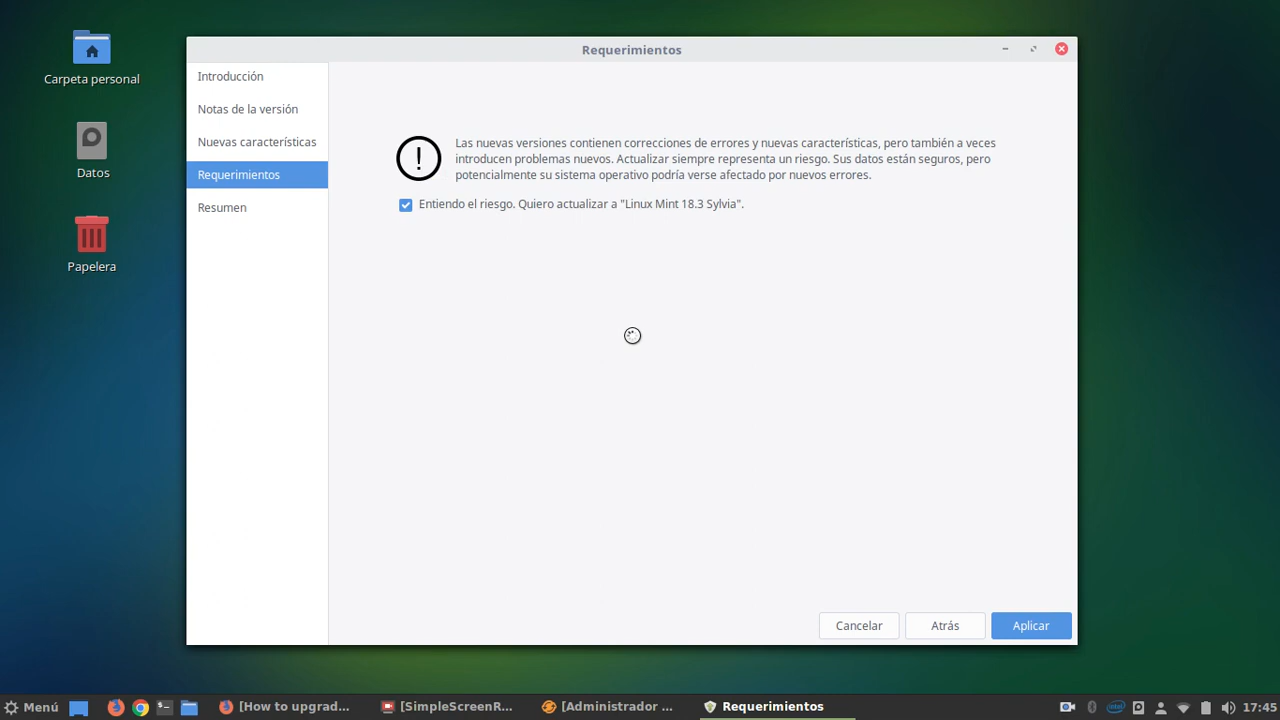 Requerimientos
Carpeta personal
Datos
Papelera
Introducción
Notas de la versión
Nuevas características
Requerimientos
Resumen
Las nuevas versiones contienen correcciones de errores y nuevas características, pero también a veces
introducen problemas nuevos. Actualizar siempre representa un riesgo. Sus datos están seguros, pero
potencialmente su sistema operativo podría verse afectado por nuevos errores.
Entiendo el riesgo. Quiero actualizar a "Linux Mint 18.3 Sylvia".
Cancelar
Atrás
Aplicar
Menú
[How to upgrad...
[SimpleScreenR...
[Administrador ...
Requerimientos
17:45